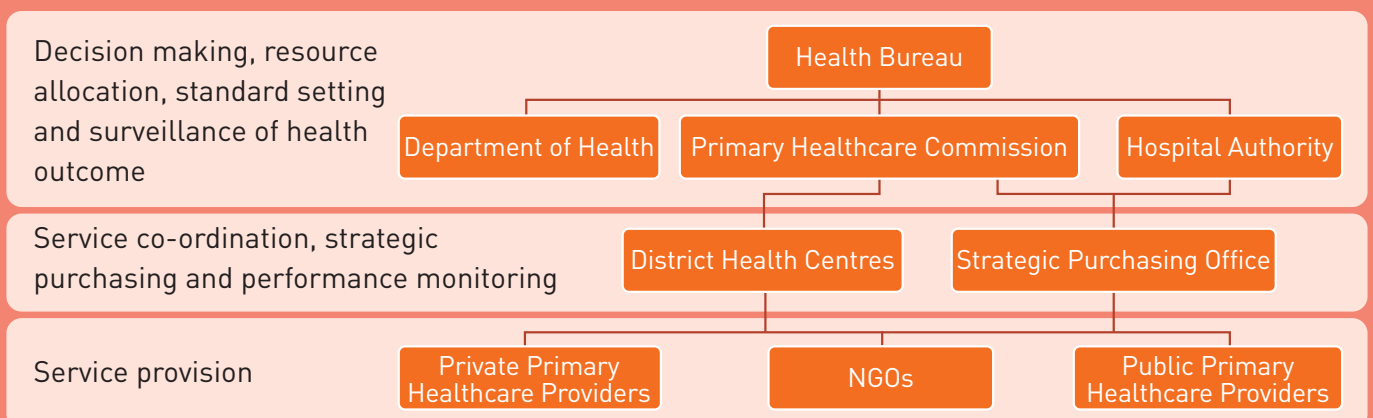 Decision making, resource
allocation, standard setting
and surveillance of health
outcome
Health Bureau
Department of Health
Primary Healthcare Commission
Hospital Authority
Service co-ordination, strategic
purchasing and performance monitoring
District Health Centres
Strategic Purchasing Office
Service provision
Private Primary
Healthcare Providers
NGOs
Public Primary
Healthcare Providers